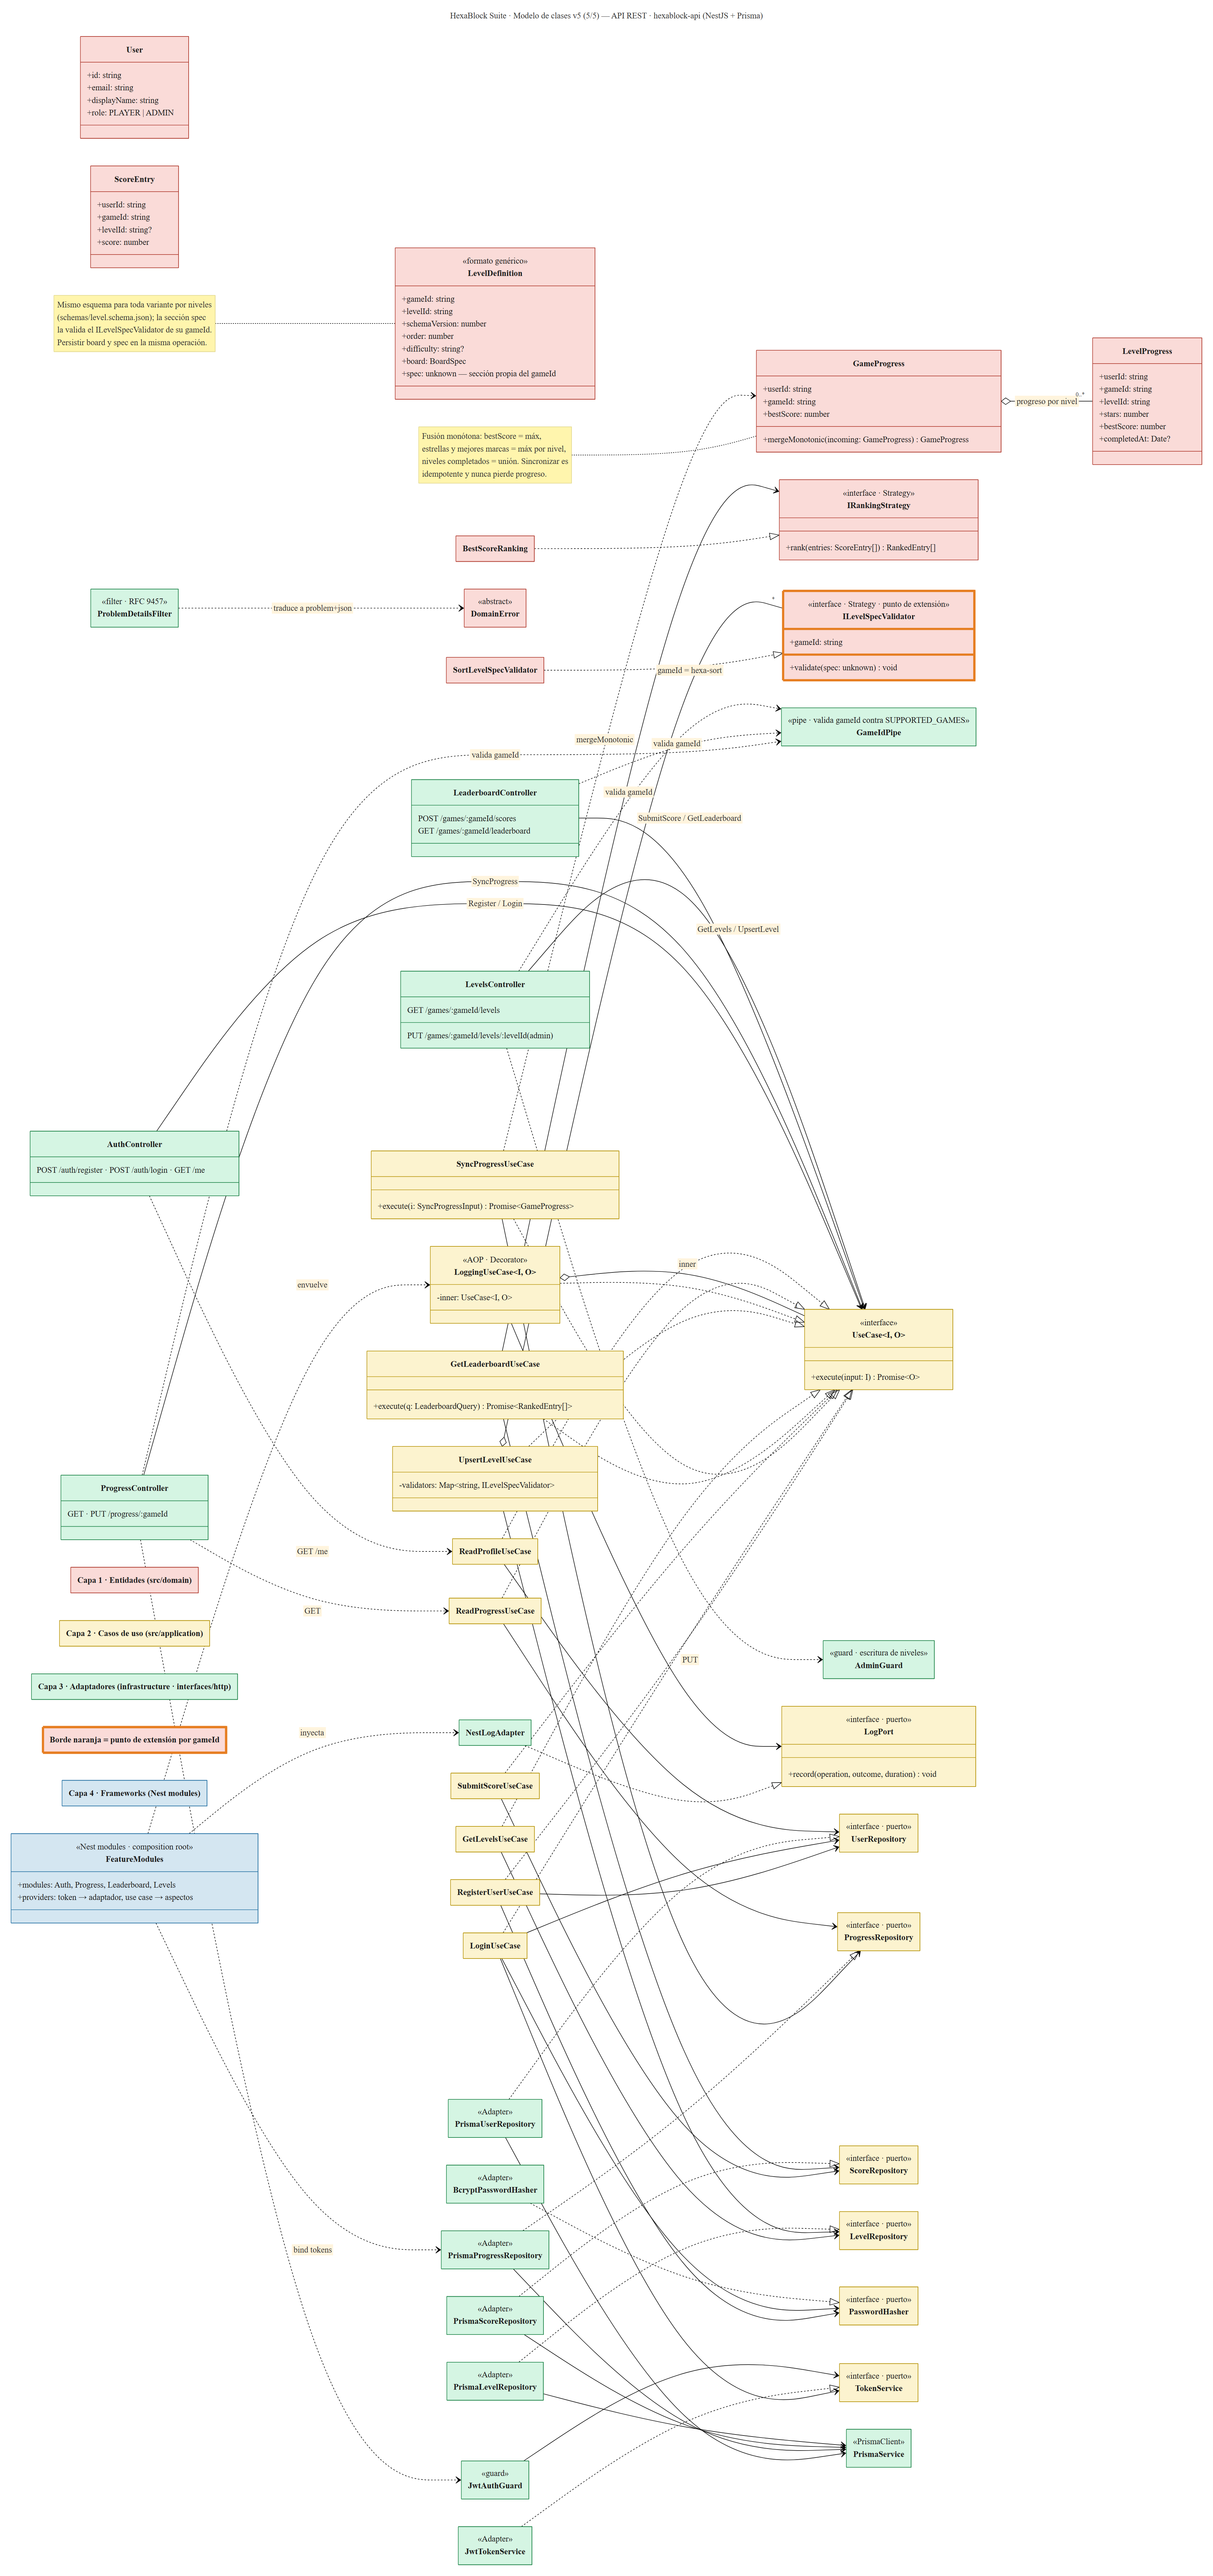 HexaBlock Suite · Modelo de clases v5 (5/5) — API REST · hexablock-api (NestJS + Prisma)
User
+id: string
+email: string
+displayName: string
+role: PLAYER | ADMIN
ScoreEntry
+userId: string
+gameId: string
+levelId: string?
+score: number
Mismo esquema para toda variante por niveles
(schemas/level.schema.json); la sección spec
la valida el ILevelSpecValidator de su gameId.
Persistir board y spec en la misma operación.
«formato genérico»
LevelDefinition
+gameId: string
+levelId: string
+schemaVersion: number
+order: number
+difficulty: string?
+board: BoardSpec
+spec: unknown — sección propia del gameId
GameProgress
+userId: string
+gameId: string
+bestScore: number
+mergeMonotonic(incoming: GameProgress) : GameProgress
progreso por nivel
0..*
LevelProgress
+userId: string
+gameId: string
+levelId: string
+stars: number
+bestScore: number
+completedAt: Date?
Fusión monótona: bestScore = máx,
estrellas y mejores marcas = máx por nivel,
niveles completados = unión. Sincronizar es
idempotente y nunca pierde progreso.
«interface · Strategy»
IRankingStrategy
+rank(entries: ScoreEntry[]) : RankedEntry[]
BestScoreRanking
«filter · RFC 9457»
ProblemDetailsFilter
traduce a problem+json
«abstract»
DomainError
*
«interface · Strategy · punto de extensión»
ILevelSpecValidator
+gameId: string
+validate(spec: unknown) : void
SortLevelSpecValidator
gameId = hexa-sort
«pipe · valida gameId contra SUPPORTED_GAMES»
GameIdPipe
mergeMonotonic
valida gameId
valida gameId
valida gameId
LeaderboardController
POST /games/:gameId/scores
GET /games/:gameId/leaderboard
SubmitScore / GetLeaderboard
SyncProgress
Register / Login
GetLevels / UpsertLevel
LevelsController
GET /games/:gameId/levels
PUT /games/:gameId/levels/:levelId(admin)
AuthController
POST /auth/register · POST /auth/login · GET /me
SyncProgressUseCase
+execute(i: SyncProgressInput) : Promise<GameProgress>
«AOP · Decorator»
LoggingUseCase<I, O>
-inner: UseCase<I, O>
inner
envuelve
«interface»
UseCase<I, O>
+execute(input: I) : Promise<O>
GetLeaderboardUseCase
+execute(q: LeaderboardQuery) : Promise<RankedEntry[]>
UpsertLevelUseCase
-validators: Map<string, ILevelSpecValidator>
ProgressController
GET · PUT /progress/:gameId
GET /me
ReadProfileUseCase
Capa 1 · Entidades (src/domain)
GET
ReadProgressUseCase
Capa 2 · Casos de uso (src/application)
PUT
«guard · escritura de niveles»
AdminGuard
Capa 3 · Adaptadores (infrastructure · interfaces/http)
Borde naranja = punto de extensión por gameId
inyecta
NestLogAdapter
«interface · puerto»
LogPort
+record(operation, outcome, duration) : void
Capa 4 · Frameworks (Nest modules)
SubmitScoreUseCase
GetLevelsUseCase
«interface · puerto»
UserRepository
«Nest modules · composition root»
FeatureModules
+modules: Auth, Progress, Leaderboard, Levels
+providers: token → adaptador, use case → aspectos
RegisterUserUseCase
LoginUseCase
«interface · puerto»
ProgressRepository
«Adapter»
PrismaUserRepository
«interface · puerto»
ScoreRepository
«Adapter»
BcryptPasswordHasher
«interface · puerto»
LevelRepository
bind tokens
«Adapter»
PrismaProgressRepository
«interface · puerto»
PasswordHasher
«Adapter»
PrismaScoreRepository
«Adapter»
PrismaLevelRepository
«interface · puerto»
TokenService
«PrismaClient»
PrismaService
«guard»
JwtAuthGuard
«Adapter»
JwtTokenService